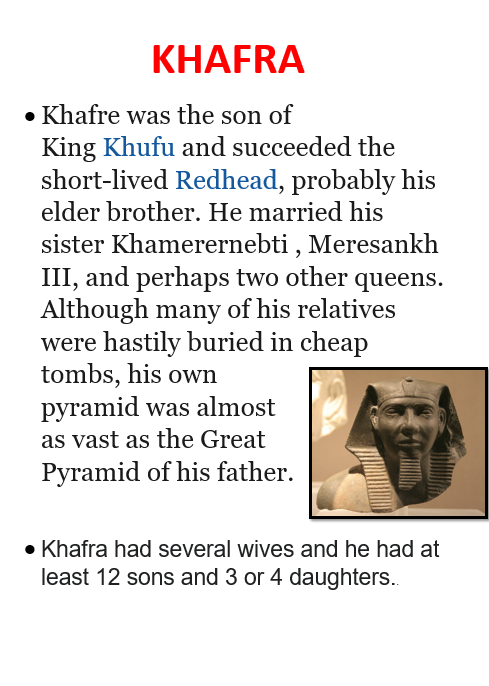 KHAFRA
• Khafre was the son of
King Khufu and succeeded the
short-lived Redhead, probably his
elder brother. He married his
sister Khamerernebti , Meresankh
III, and perhaps two other queens.
Although many of his relatives
were hastily buried in cheap
tombs, his own
pyramid was almost
as vast as the Great
Pyramid of his father.
• Khafra had several wives and he had at
least 12 sons and 3 or 4 daughters..